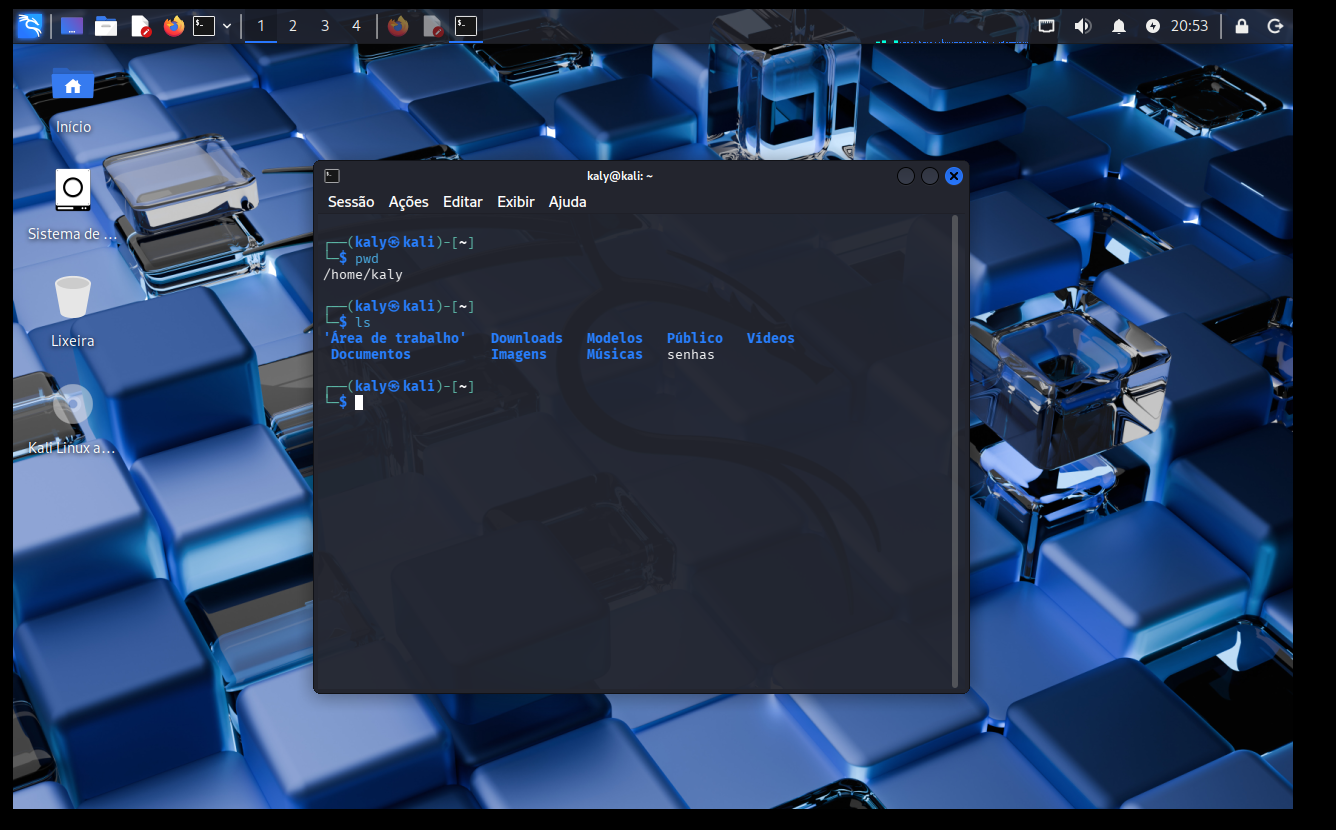 1 2 3 4 20:53
Início
Sistema de ...
Lixeira
Kali Linux a...
kaly@kali: ~
Sessão Ações Editar Exibir Ajuda
┌──(kaly㉿kali)-[~]
└─$ pwd
/home/kaly
┌──(kaly㉿kali)-[~]
└─$ ls
'Área de trabalho' Downloads Modelos Público Vídeos
Documentos Imagens Músicas senhas
┌──(kaly㉿kali)-[~]
└─$